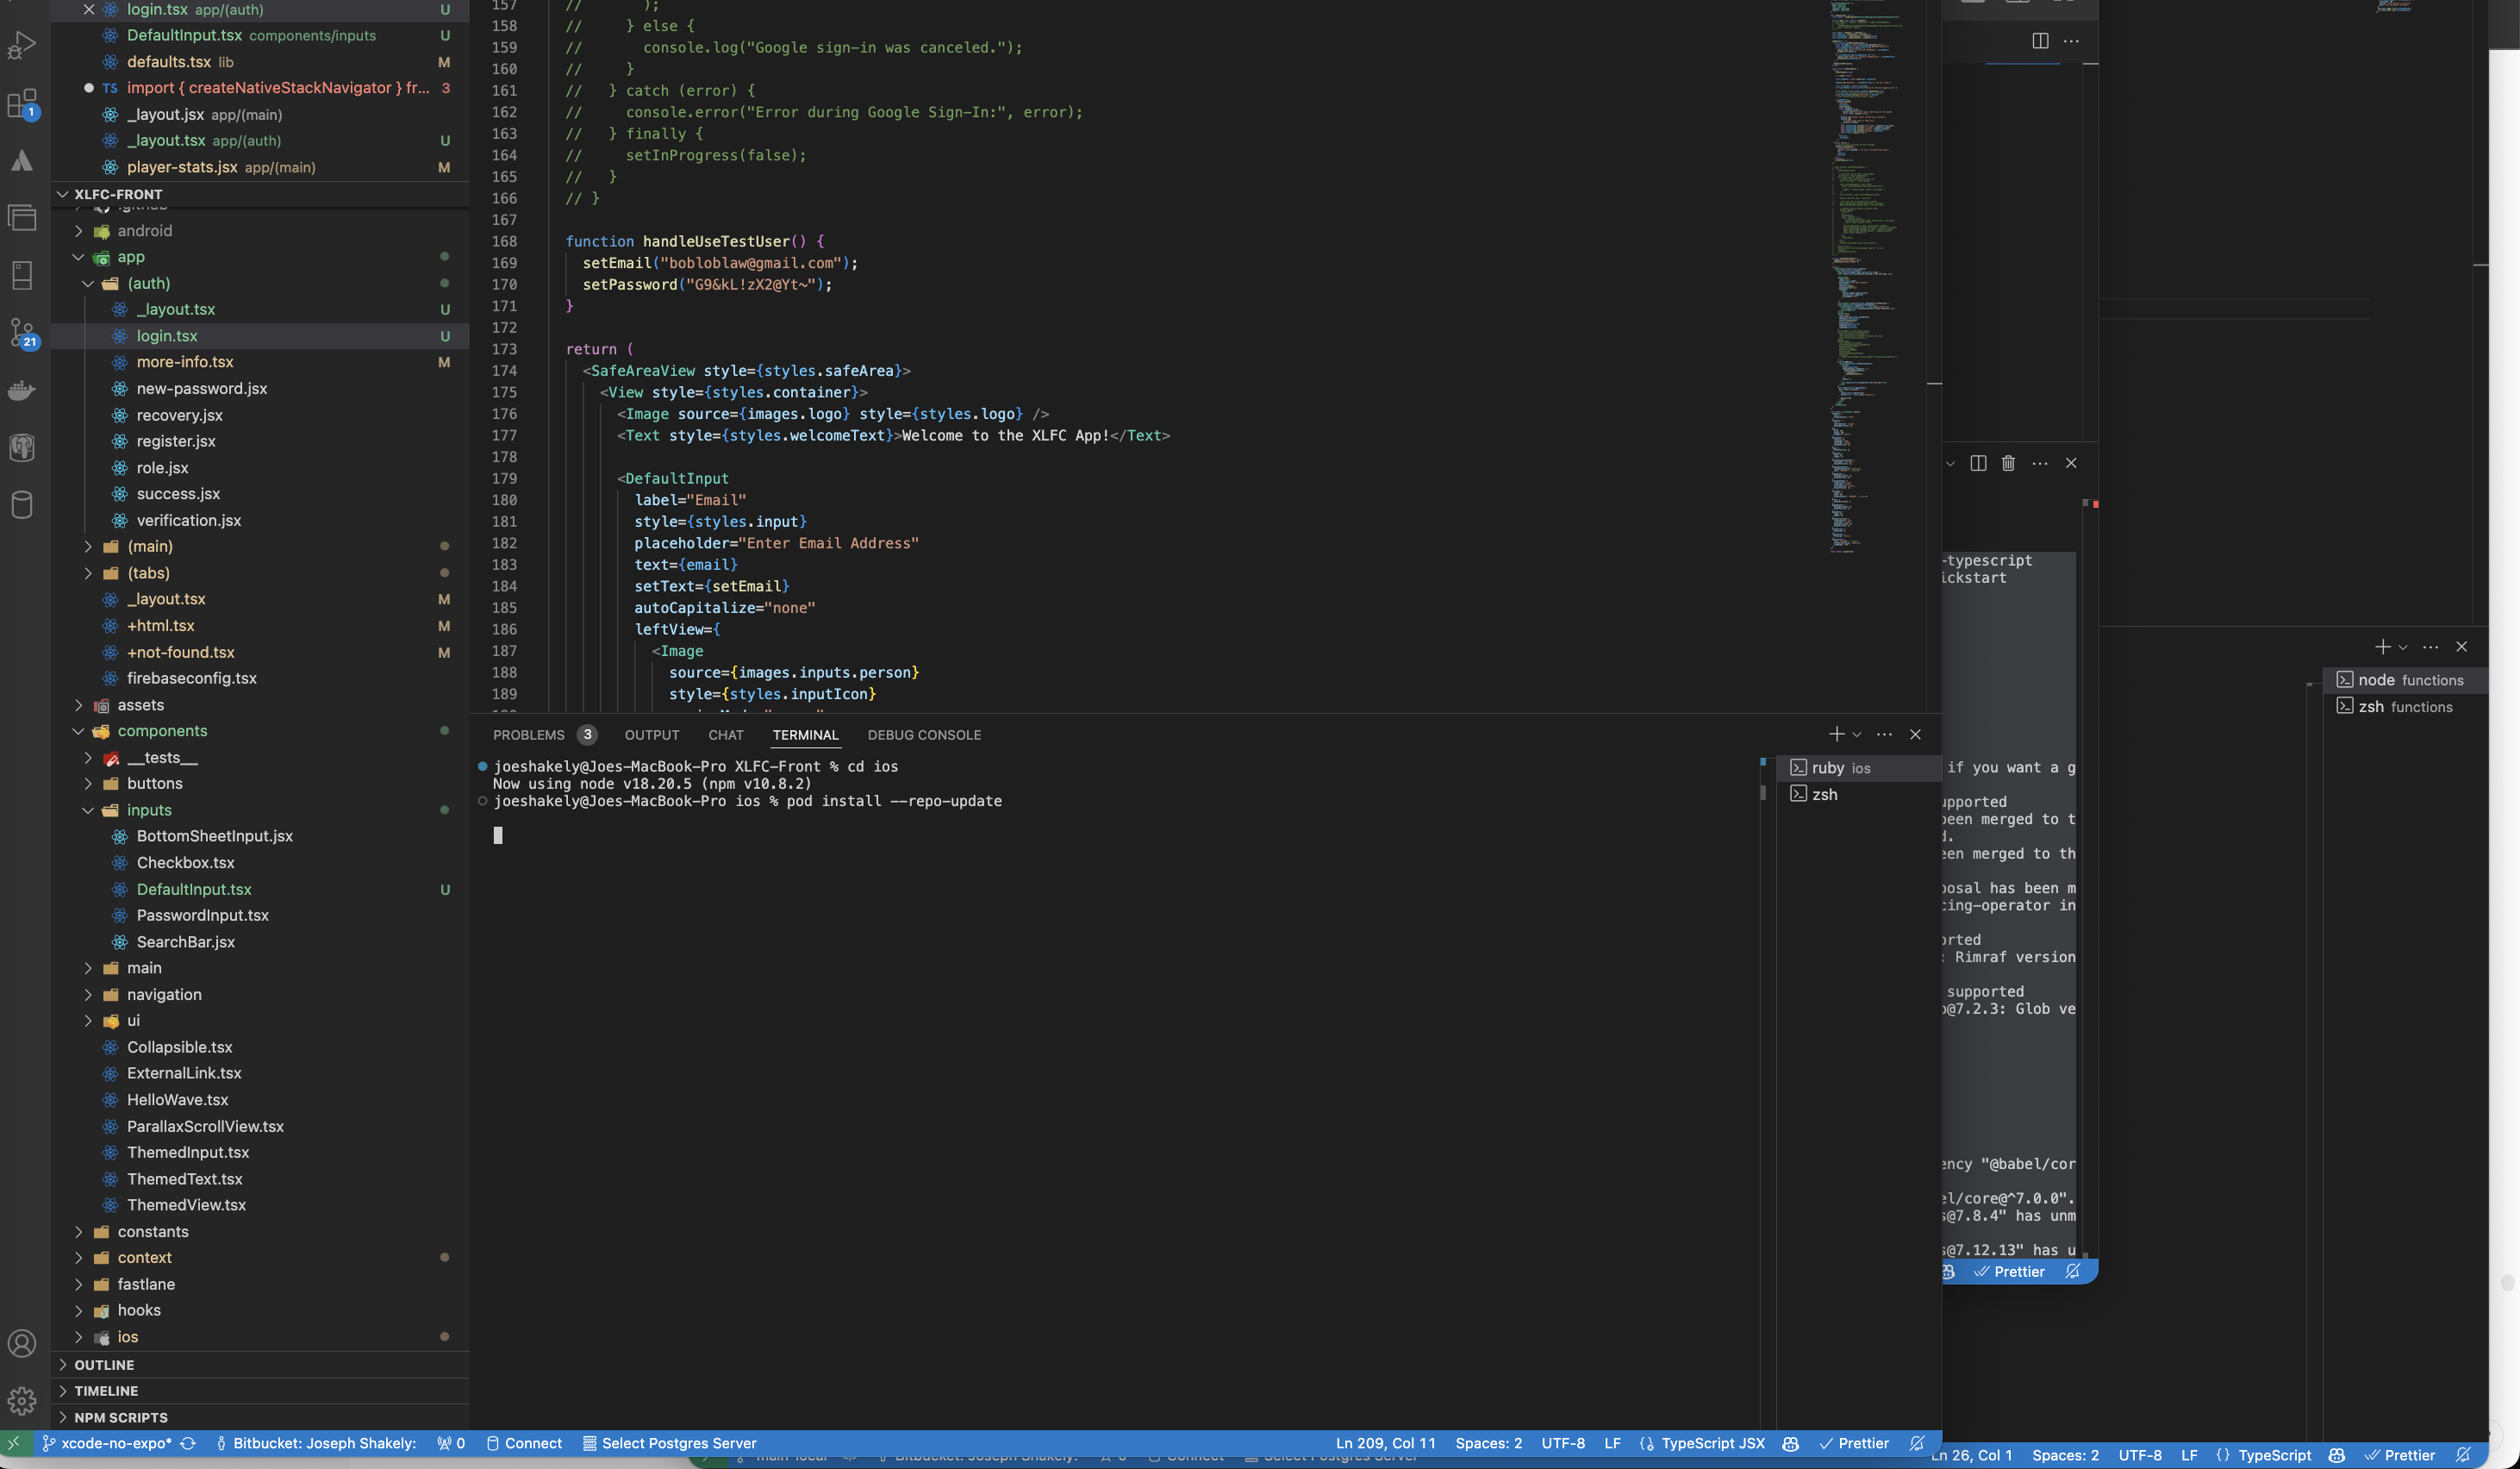 login.tsx app/(auth) U
DefaultInput.tsx components/inputs U
defaults.tsx lib M
TS import { createNativeStackNavigator } fr... 3
_layout.jsx app/(main)
_layout.tsx app/(auth) U
player-stats.jsx app/(main) M
XLFC-FRONT
.github
android
app
(auth)
_layout.tsx U
login.tsx U
more-info.tsx M
new-password.jsx
recovery.jsx
register.jsx
role.jsx
success.jsx
verification.jsx
(main)
(tabs)
_layout.tsx M
+html.tsx M
+not-found.tsx M
firebaseconfig.tsx
assets
components
__tests__
buttons
inputs
BottomSheetInput.jsx
Checkbox.tsx
DefaultInput.tsx U
PasswordInput.tsx
SearchBar.jsx
main
navigation
ui
Collapsible.tsx
ExternalLink.tsx
HelloWave.tsx
ParallaxScrollView.tsx
ThemedInput.tsx
ThemedText.tsx
ThemedView.tsx
constants
context
fastlane
hooks
ios
OUTLINE
TIMELINE
NPM SCRIPTS
1
21
157 // );
158 // } else {
159 // console.log("Google sign-in was canceled.");
160 // }
161 // } catch (error) {
162 // console.error("Error during Google Sign-In:", error);
163 // } finally {
164 // setInProgress(false);
165 // }
166 // }
167
168 function handleUseTestUser() {
169 setEmail("bobloblaw@gmail.com");
170 setPassword("G9&kL!zX2@Yt~");
171 }
172
173 return (
174 <SafeAreaView style={styles.safeArea}>
175 <View style={styles.container}>
176 <Image source={images.logo} style={styles.logo} />
177 <Text style={styles.welcomeText}>Welcome to the XLFC App!</Text>
178
179 <DefaultInput
180 label="Email"
181 style={styles.input}
182 placeholder="Enter Email Address"
183 text={email}
184 setText={setEmail}
185 autoCapitalize="none"
186 leftView={
187 <Image
188 source={images.inputs.person}
189 style={styles.inputIcon}
PROBLEMS 3 OUTPUT CHAT TERMINAL DEBUG CONSOLE
joeshakely@Joes-MacBook-Pro XLFC-Front % cd ios
Now using node v18.20.5 (npm v10.8.2)
joeshakely@Joes-MacBook-Pro ios % pod install --repo-update
ruby ios
zsh
-typescript
ickstart
if you want a g
upported
been merged to t
d.
een merged to th
posal has been m
cing-operator in
orted
: Rimraf version
supported
@7.2.3: Glob ve
ency "@babel/cor
el/core@^7.0.0".
s@7.8.4" has unm
s@7.12.13" has u
Prettier
node functions
zsh functions
xcode-no-expo* Bitbucket: Joseph Shakely: 0 Connect Select Postgres Server Ln 209, Col 11 Spaces: 2 UTF-8 LF TypeScript JSX Prettier
Ln 26, Col 1 Spaces: 2 UTF-8 LF {} TypeScript Prettier